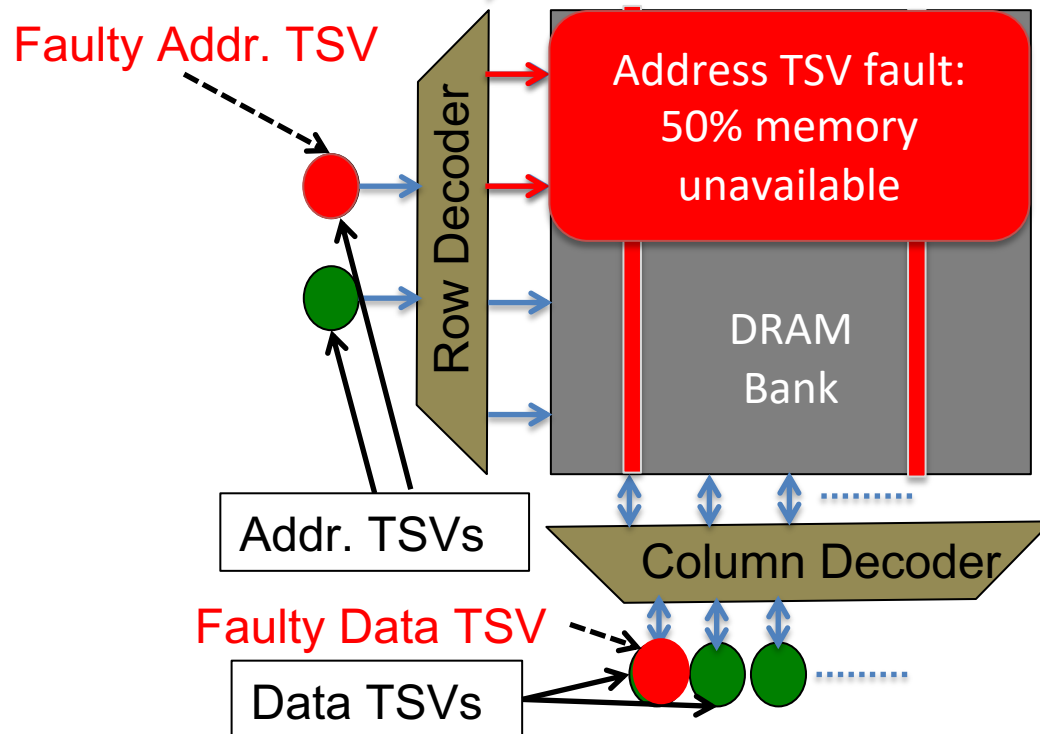 Faulty Addr. TSV
Address TSV fault:
50% memory
unavailable
Row Decoder
DRAM
Bank
Addr. TSVs
Column Decoder
Faulty Data TSV
Data TSVs